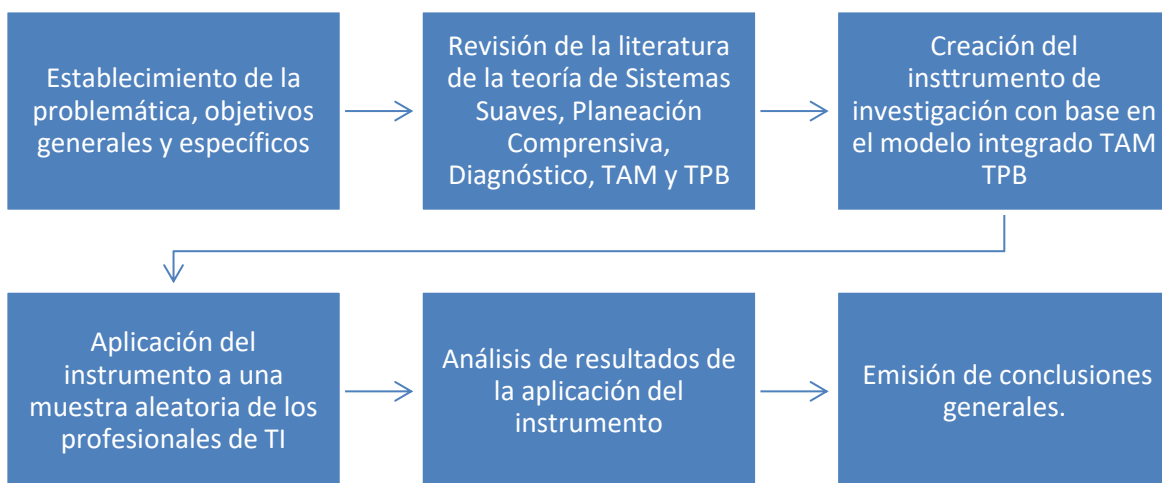 Establecimiento de la
problemática, objetivos
generales y específicos
Revisión de la literatura
de la teoría de Sistemas
Suaves, Planeación
Comprensiva,
Diagnóstico, TAM y TPB
Creación del
insttrumento de
investigación con base en
el modelo integrado TAM
TPB
Aplicación del
instrumento a una
muestra aleatoria de los
profesionales de TI
Análisis de resultados de
la aplicación del
instrumento
Emisión de conclusiones
generales.